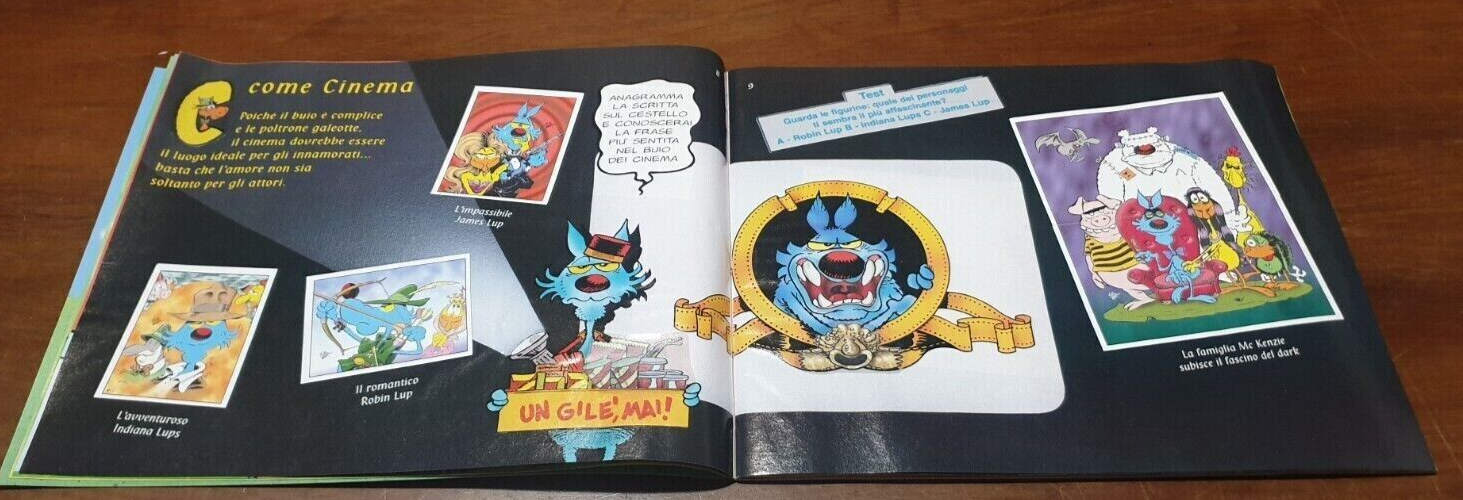 C come Cinema
Poiché il buio è complice
e le poltrone galeotte,
il cinema dovrebbe essere
il luogo ideale per gli innamorati...
basta che l'amore non sia
soltanto per gli attori.
L'impassibile
James Lup
ANAGRAMMA
LA SCRITTA
SUL CESTELLO
E CONOSCERAI
LA FRASE
PIU' SENTITA
NEL BUIO
DEI CINEMA
L'avventuroso
Indiana Lups
Il romantico
Robin Lup
UN GILE', MAI!
9
Test
Guarda le figurine: quale dei personaggi
ti sembra il più affascinante?
A - Robin Lup B - Indiana Lups C - James Lup
La famiglia Mc Kenzie
subisce il fascino del dark